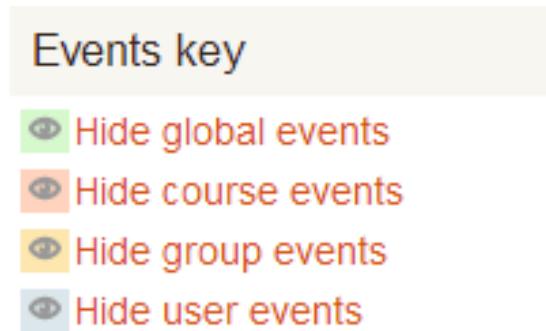 Events key
Hide global events
Hide course events
Hide group events
Hide user events